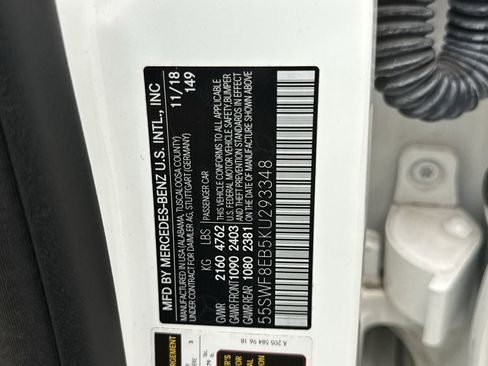 MFD BY MERCEDES-BENZ U.S. INTL., INC
MANUFACTURED IN USA (ALABAMA, TUSCALOOSA COUNTY)
UNDER CONTRACT FOR DAIMLER AG, STUTTGART (GERMANY)
11/18
149
KG LBS PASSENGER CAR
GVWR 2160 4762
GAWR FRONT 1090 2403
GAWR REAR 1080 2381
THIS VEHICLE CONFORMS TO ALL APPLICABLE
U.S. FEDERAL MOTOR VEHICLE SAFETY, BUMPER
AND THEFT PREVENTION STANDARDS IN EFFECT
ON THE DATE OF MANUFACTURE SHOWN ABOVE
55SWF8EB5KU293348
A 205 584 96 18
3